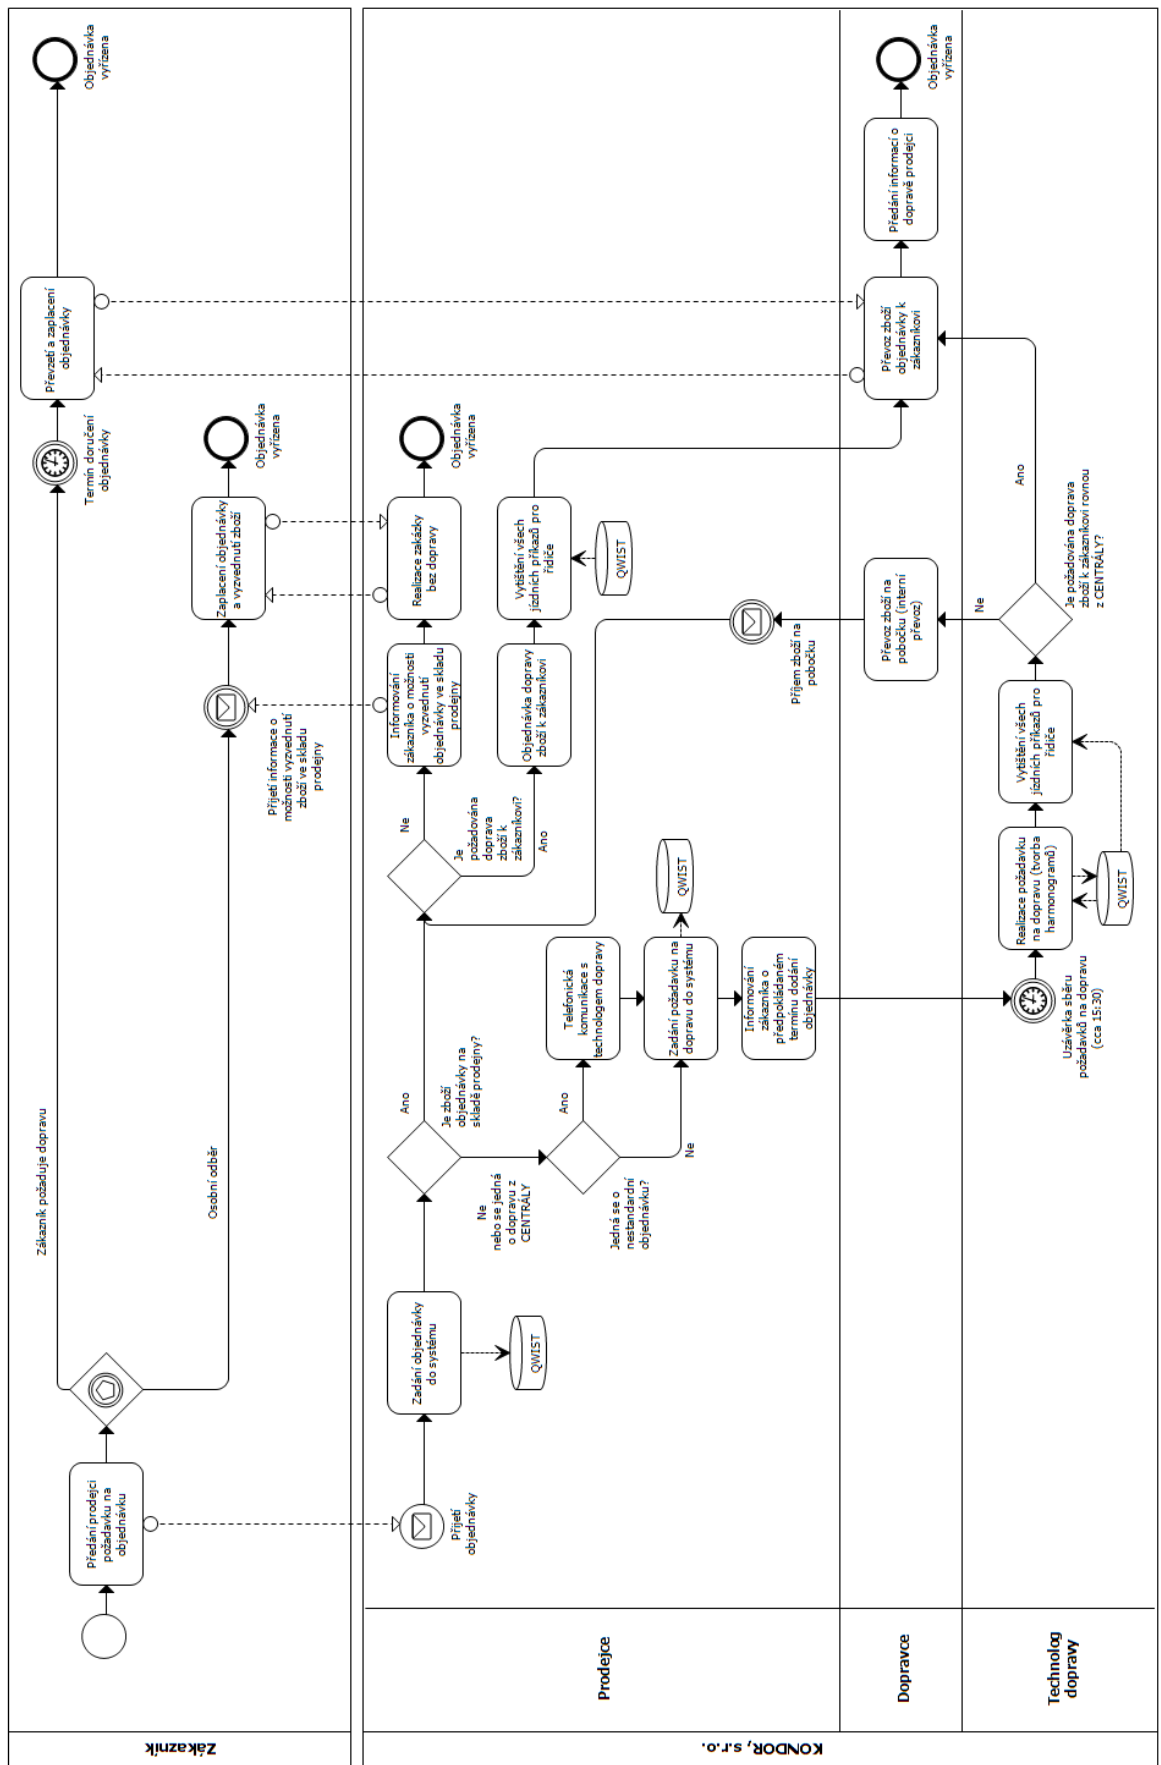 Zákazník
Předání prodejci
požadavku na
objednávku
Zákazník požaduje dopravu
Osobní odběr
Termín doručení
objednávky
Převzetí a zaplacení
objednávky
Objednávka
vyřízena
Přijetí informace o
možnosti vyzvednutí
zboží ve skladu
prodejny
Zaplacení objednávky
a vyzvednutí zboží
Objednávka
vyřízena
KONDOR, s.r.o.
Prodejce
Přijetí
objednávky
Zadání objednávky
do systému
QWIST
Je zboží
objednávky na
skladě prodejny?
Ano
Ne
nebo se jedná
o dopravu z
CENTRÁLY
Jedná se o
nestandardní
objednávku?
Ano
Ne
Telefonická
komunikace s
technologem dopravy
Zadání požadavku na
dopravu do systému
QWIST
Informování
zákazníka o
předpokládaném
termínu dodání
objednávky
Je
požadována
doprava
zboží k
zákazníkovi?
Ne
Ano
Informování
zákazníka o možnosti
vyzvednutí
objednávky ve skladu
prodejny
Realizace zakázky
bez dopravy
Objednávka
vyřízena
Objednávka dopravy
zboží k zákazníkovi
Vytištění všech
jízdních příkazů pro
řidiče
QWIST
Příjem zboží na
pobočku
Dopravce
Převoz zboží na
pobočku (interní
převoz)
Převoz zboží
objednávky k
zákazníkovi
Předání informací o
dopravě prodejci
Objednávka
vyřízena
Technolog
dopravy
Uzávěrka sběru
požadavků na dopravu
(cca 15:30)
Realizace požadavku
na dopravu (tvorba
harmonogramů)
QWIST
Vytištění všech
jízdních příkazů pro
řidiče
Je požadována doprava
zboží k zákazníkovi rovnou
z CENTRÁLY?
Ne
Ano